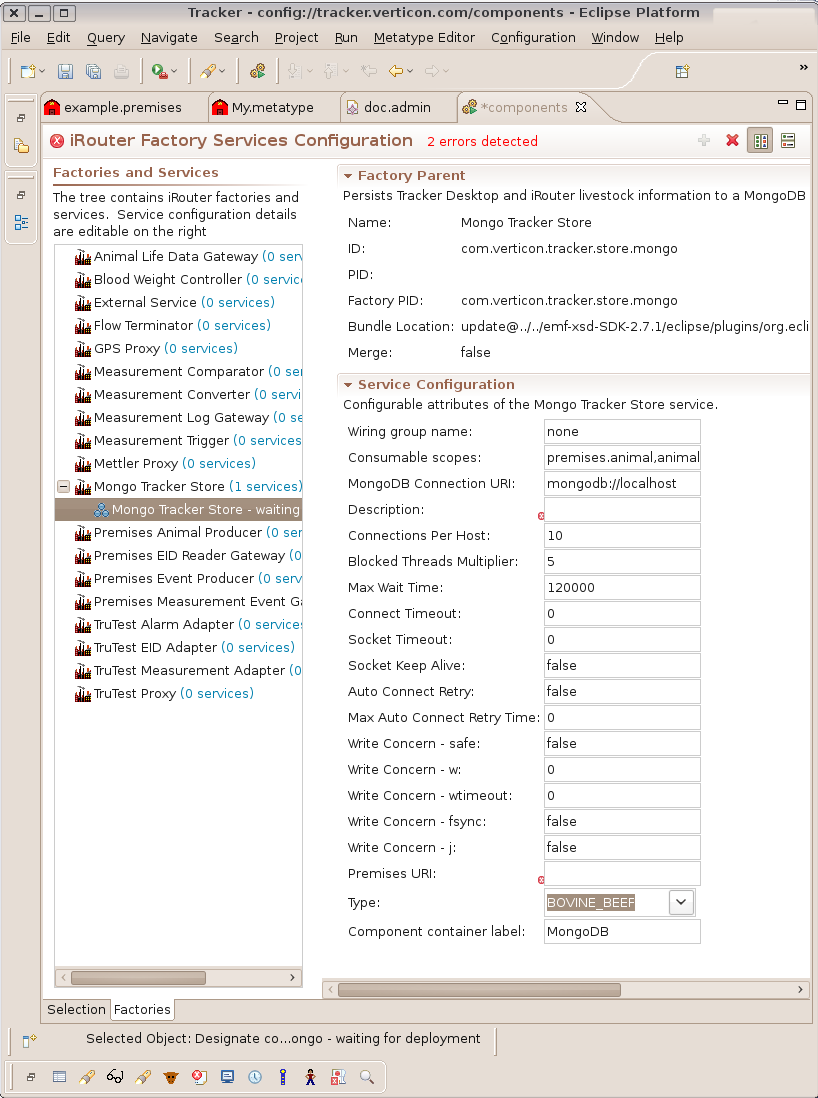 Tracker - config://tracker.verticon.com/components - Eclipse Platform
File Edit Query Navigate Search Project Run Metatype Editor Configuration Window Help
example.premises My.metatype doc.admin *components
iRouter Factory Services Configuration 2 errors detected
Factories and Services
The tree contains iRouter factories and
services. Service configuration details
are editable on the right
Animal Life Data Gateway (0 serv
Blood Weight Controller (0 servic
External Service (0 services)
Flow Terminator (0 services)
GPS Proxy (0 services)
Measurement Comparator (0 ser
Measurement Converter (0 servi
Measurement Log Gateway (0 se
Measurement Trigger (0 services
Mettler Proxy (0 services)
Mongo Tracker Store (1 services)
Mongo Tracker Store - waiting
Premises Animal Producer (0 ser
Premises EID Reader Gateway (0
Premises Event Producer (0 serv
Premises Measurement Event Ga
TruTest Alarm Adapter (0 services
TruTest EID Adapter (0 services)
TruTest Measurement Adapter (0
TruTest Proxy (0 services)
Factory Parent
Persists Tracker Desktop and iRouter livestock information to a MongoDB
Name: Mongo Tracker Store
ID: com.verticon.tracker.store.mongo
PID:
Factory PID: com.verticon.tracker.store.mongo
Bundle Location: update@../../emf-xsd-SDK-2.7.1/eclipse/plugins/org.ecli
Merge: false
Service Configuration
Configurable attributes of the Mongo Tracker Store service.
Wiring group name: none
Consumable scopes: premises.animal,animal
MongoDB Connection URI: mongodb://localhost
Description:
Connections Per Host: 10
Blocked Threads Multiplier: 5
Max Wait Time: 120000
Connect Timeout: 0
Socket Timeout: 0
Socket Keep Alive: false
Auto Connect Retry: false
Max Auto Connect Retry Time: 0
Write Concern - safe: false
Write Concern - w: 0
Write Concern - wtimeout: 0
Write Concern - fsync: false
Write Concern - j: false
Premises URI:
Type: BOVINE_BEEF
Component container label: MongoDB
Selection Factories
Selected Object: Designate co...ongo - waiting for deployment